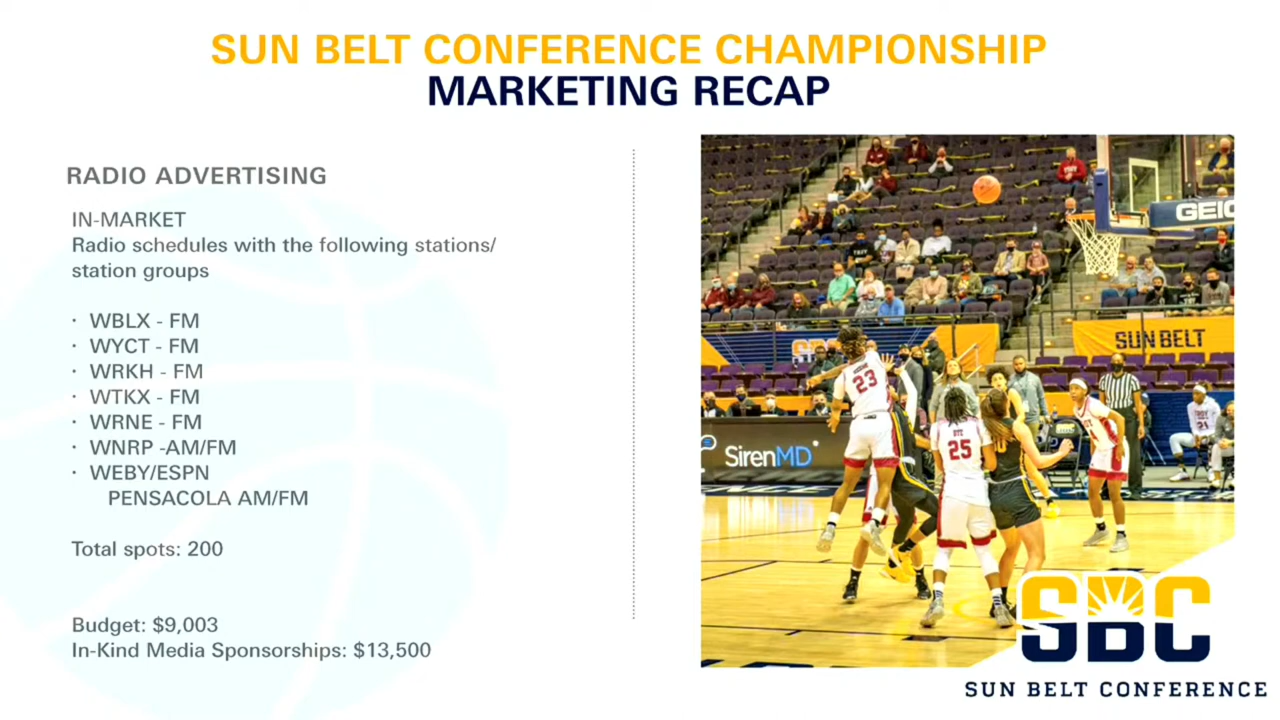 SUN BELT CONFERENCE CHAMPIONSHIP
MARKETING RECAP
RADIO ADVERTISING
IN-MARKET
Radio schedules with the following stations/
station groups
· WBLX - FM
· WYCT - FM
· WRKH - FM
· WTKX - FM
· WRNE - FM
· WNRP -AM/FM
· WEBY/ESPN
PENSACOLA AM/FM
Total spots: 200
Budget: $9,003
In-Kind Media Sponsorships: $13,500
GEIC
SUN BELT
23
25
SirenMD
TROY
21
SBC
SUN BELT CONFERENCE